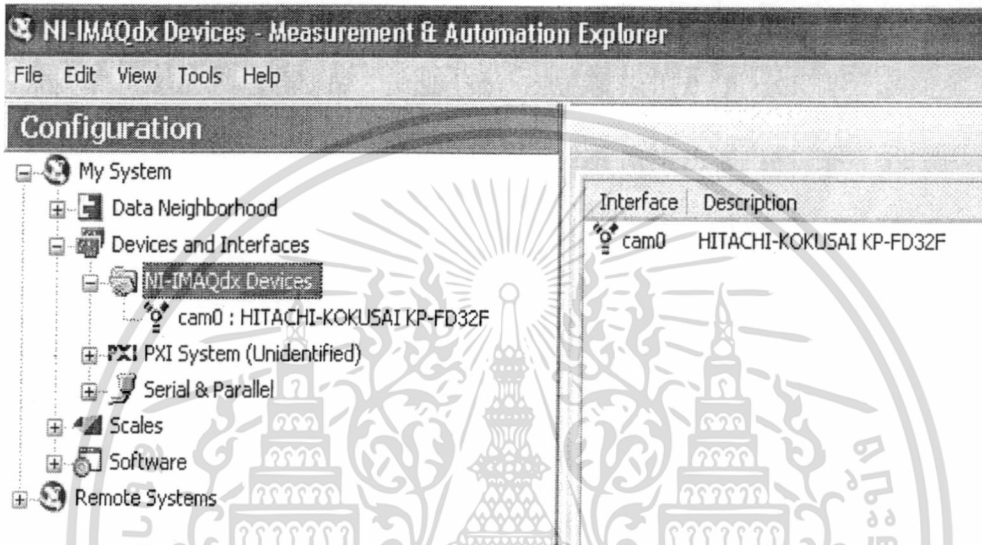 NI-IMAQdx Devices - Measurement & Automation Explorer
File Edit View Tools Help
Configuration
My System
Data Neighborhood
Devices and Interfaces
NI-IMAQdx Devices
cam0 : HITACHI-KOKUSAI KP-FD32F
PXI PXI System (Unidentified)
Serial & Parallel
Scales
Software
Remote Systems
Interface Description
cam0 HITACHI-KOKUSAI KP-FD32F